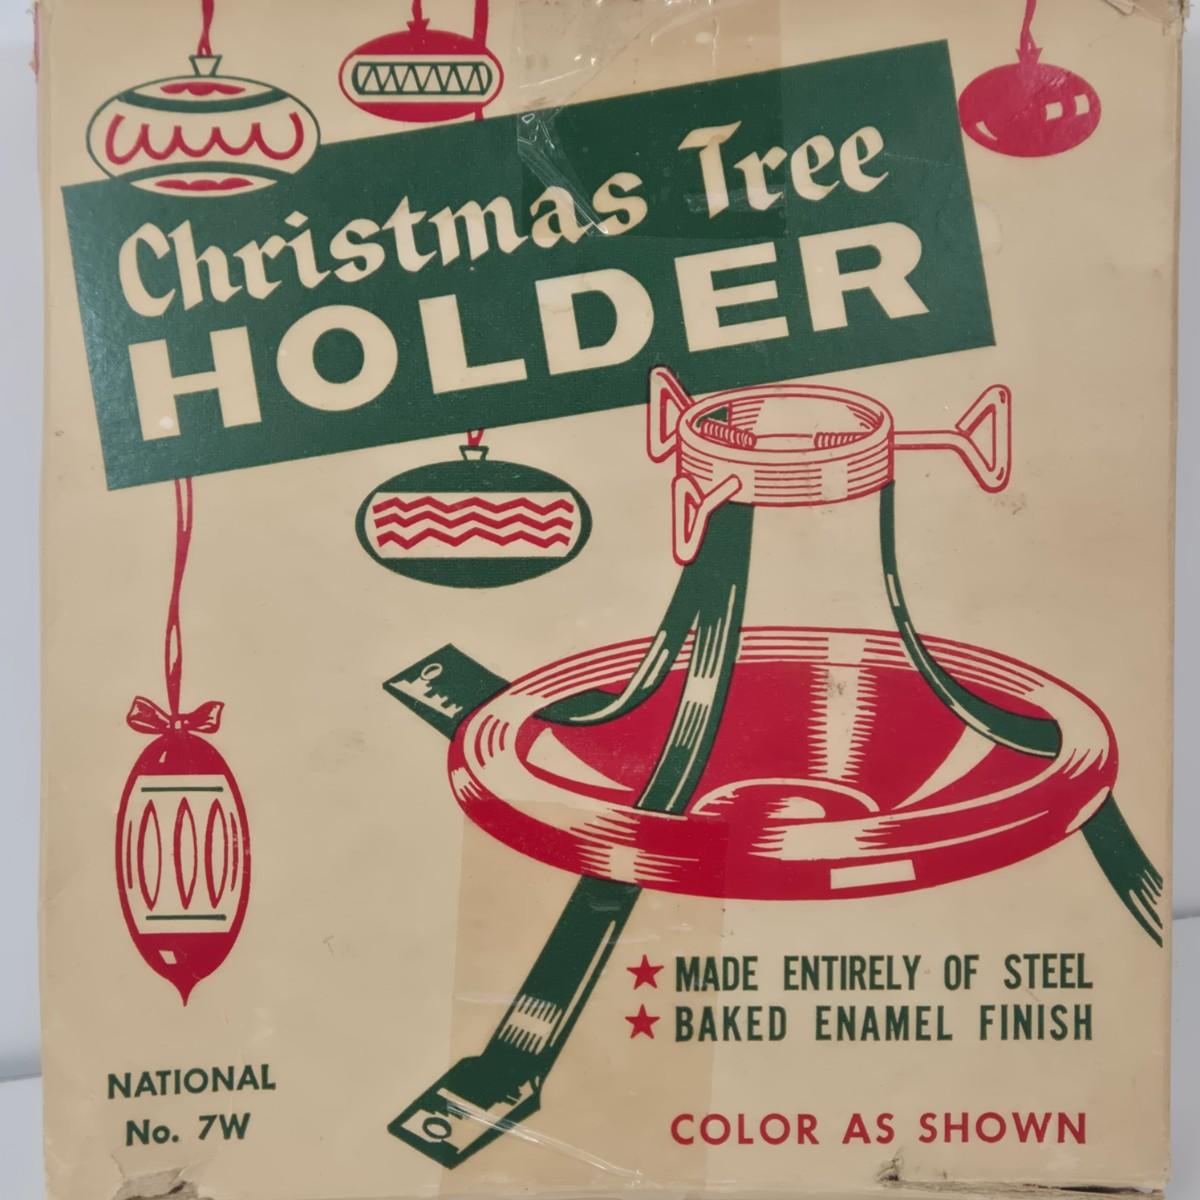 Christmas Tree
HOLDER
★ MADE ENTIRELY OF STEEL
★ BAKED ENAMEL FINISH
NATIONAL
No. 7W
COLOR AS SHOWN